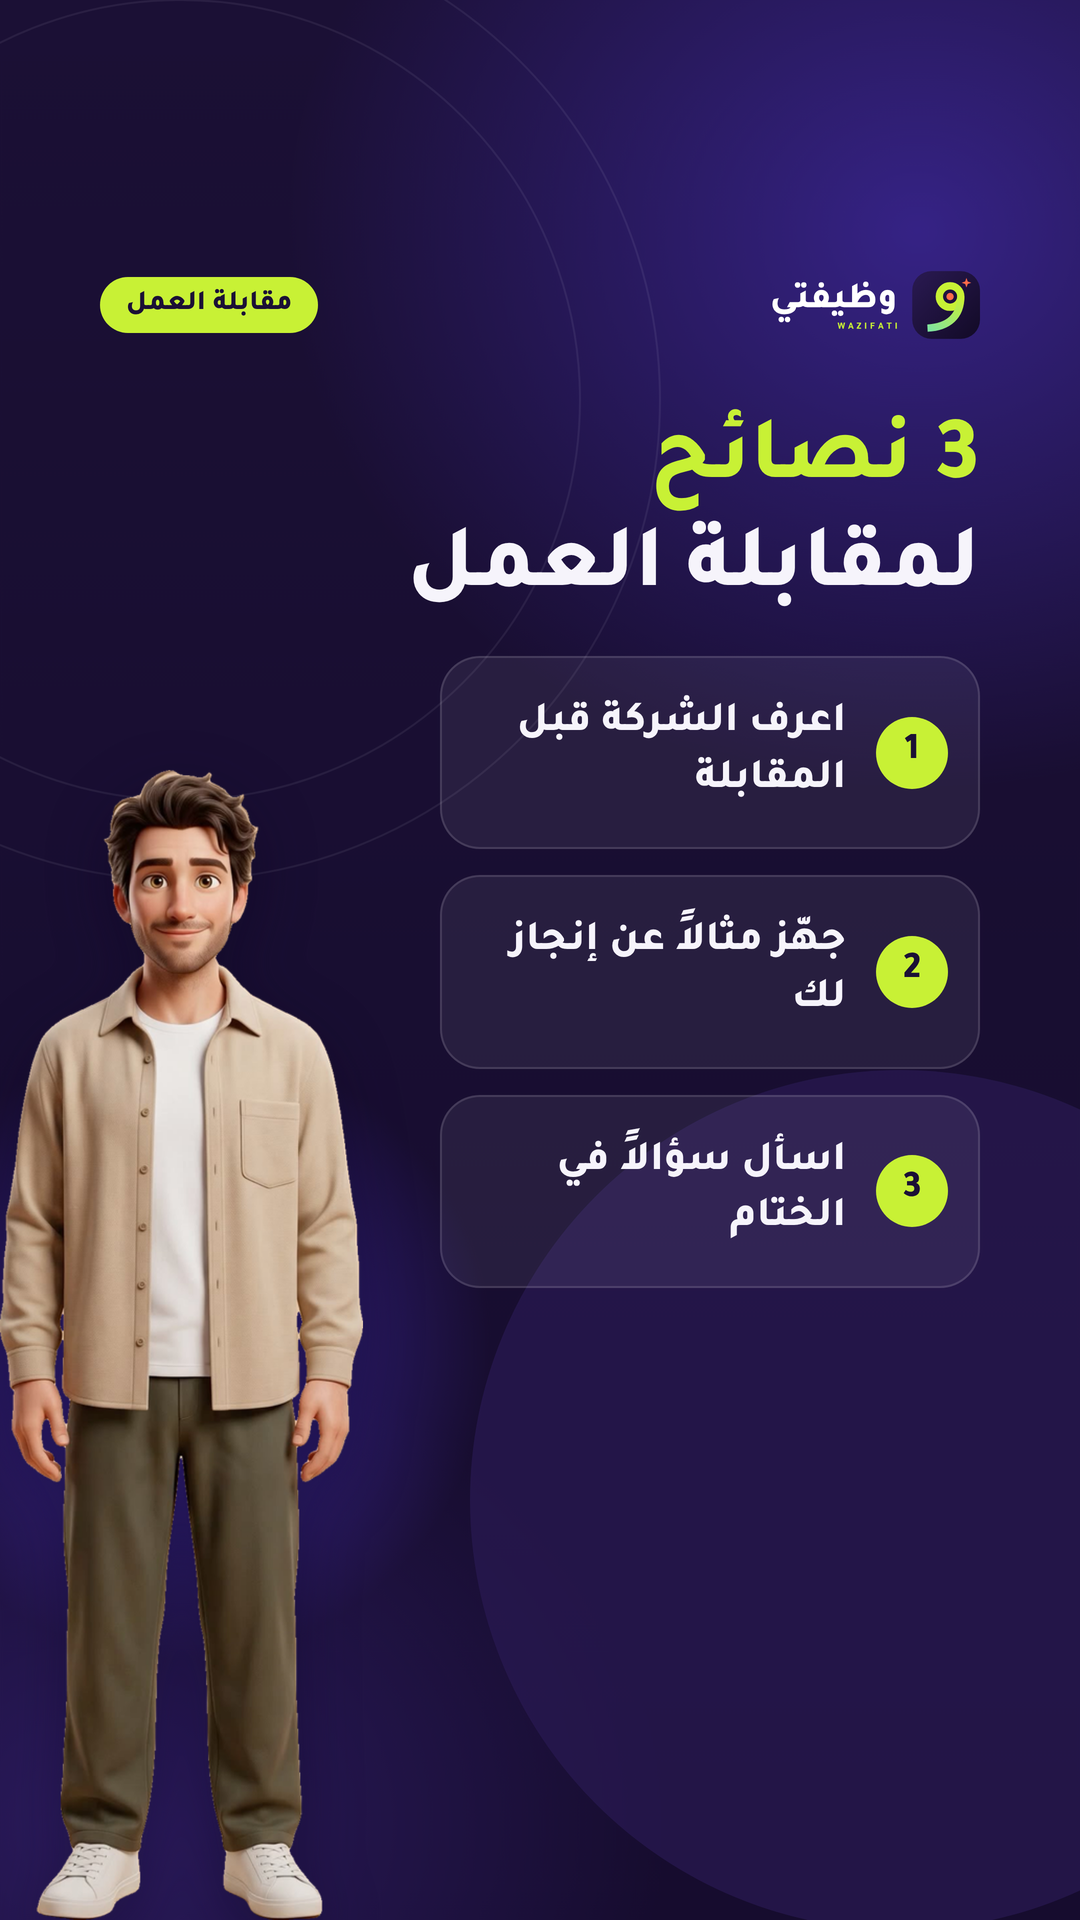 وظيفتي
WAZIFATI
مقابلة العمل
3 نصائح
لمقابلة العمل
1
اعرف الشركة قبل
المقابلة
2
جهّز مثالاً عن إنجاز
لك
3
اسأل سؤالاً في
الختام